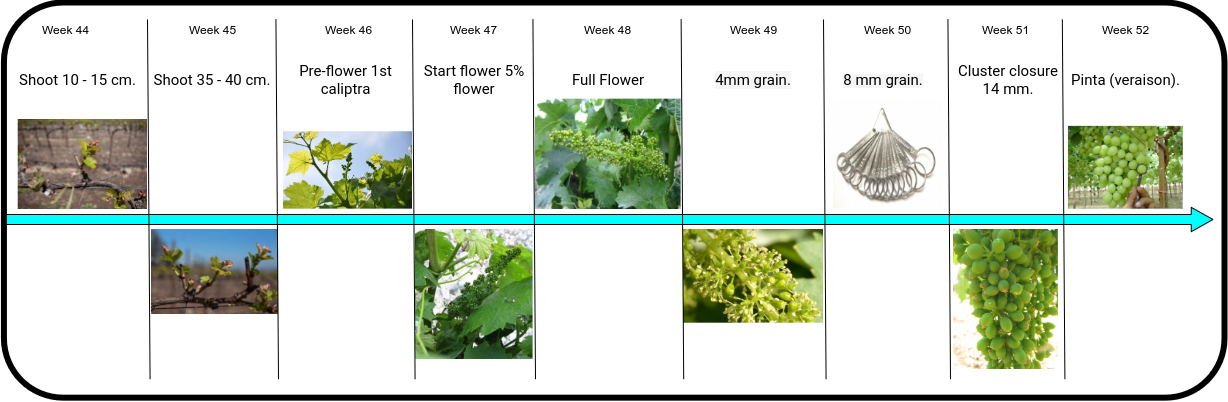 Week 44
Week 45
Week 46
Week 47
Week 48
Week 49
Week 50
Week 51
Week 52
Shoot 10 - 15 cm.
Shoot 35 - 40 cm.
Pre-flower 1st
caliptra
Start flower 5%
flower
Full Flower
4mm grain.
8 mm grain.
Cluster closure
14 mm.
Pinta (veraison).